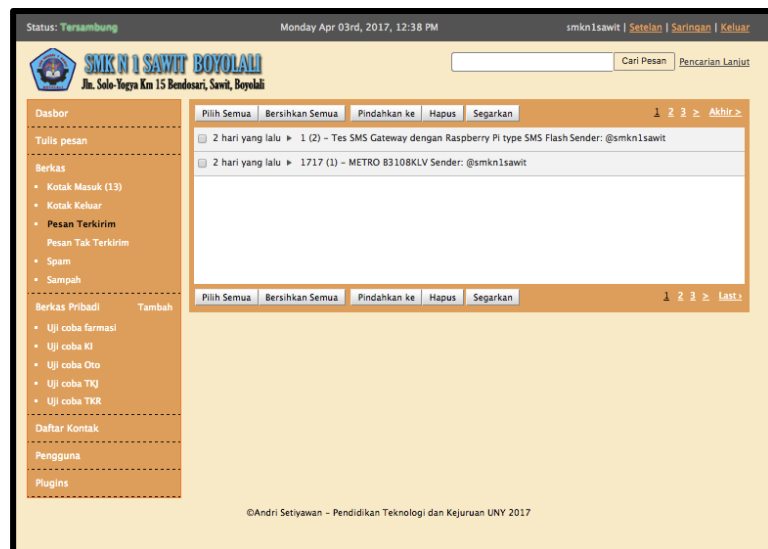 Status: Tersambung Monday Apr 03rd, 2017, 12:38 PM smkn1sawit | Setelan | Saringan | Keluar
SMK N 1 SAWIT BOYOLALI
Jln. Solo-Yogya Km 15 Bendosari, Sawit, Boyolali
Cari Pesan Pencarian Lanjut
Dasbor
Tulis pesan
Berkas
• Kotak Masuk (13)
• Kotak Keluar
• Pesan Terkirim
Pesan Tak Terkirim
• Spam
• Sampah
Berkas Pribadi Tambah
• Uji coba farmasi
• Uji coba KI
• Uji coba Oto
• Uji coba TKJ
• Uji coba TKR
Daftar Kontak
Pengguna
Plugins
Pilih Semua Bersihkan Semua Pindahkan ke Hapus Segarkan 1 2 3 > Akhir >
2 hari yang lalu ► 1 (2) – Tes SMS Gateway dengan Raspberry Pi type SMS Flash Sender: @smkn1sawit
2 hari yang lalu ► 1717 (1) – METRO B3108KLV Sender: @smkn1sawit
Pilih Semua Bersihkan Semua Pindahkan ke Hapus Segarkan 1 2 3 > Last ›
©Andri Setiyawan – Pendidikan Teknologi dan Kejuruan UNY 2017